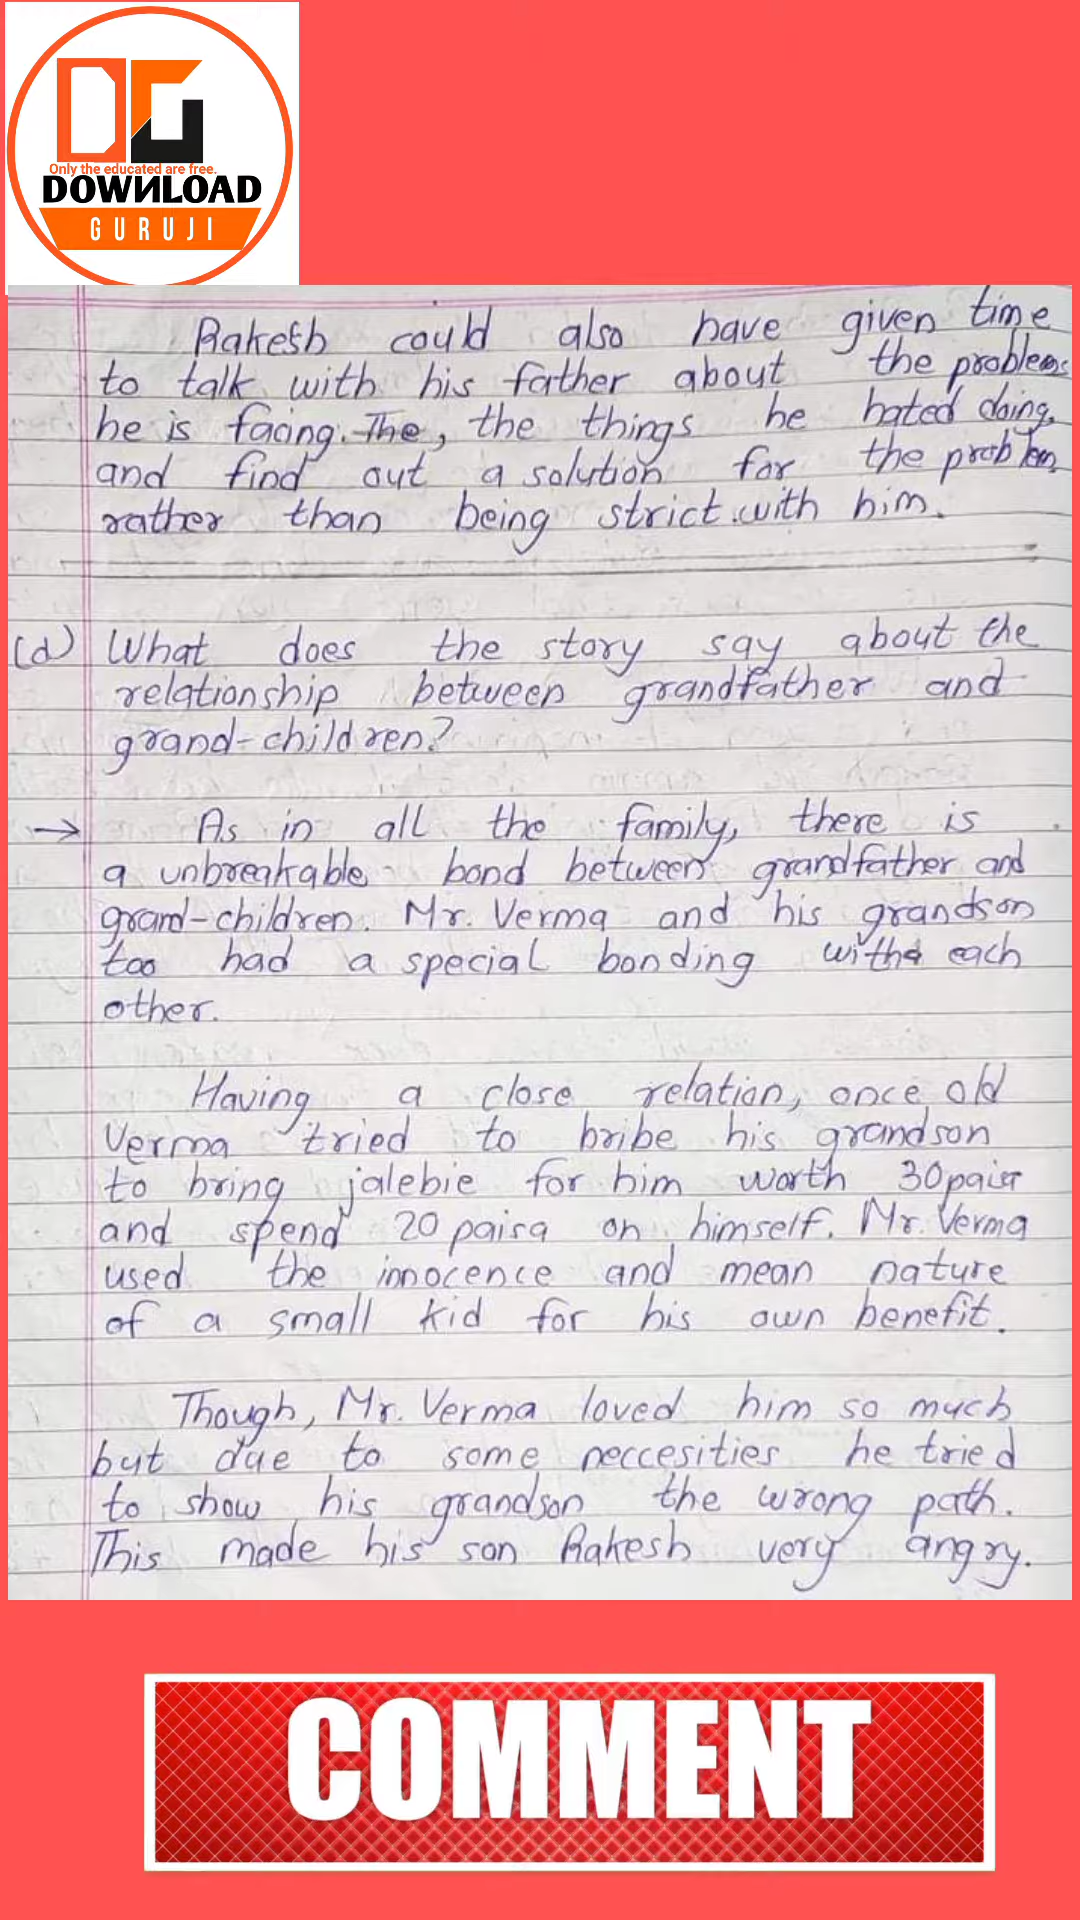 DG
Only the educated are free.
DOWNLOAD
GURUJI
Rakesh could also have given time
to talk with his father about the problems
he is facing. The, the things he hated doing,
and find out a solution for the problem
rather than being strict with him.
(d) What does the story say about the
relationship between grandfather and
grand-children?
→ As in all the family, there is
a unbreakable bond between grandfather and
grand-children. Mr. Verma and his grandson
too had a special bonding with each
other.
Having a close relation, once old
Verma tried to bribe his grandson
to bring jalebie for him worth 30 paisa
and spend 20 paisa on himself. Mr. Verma
used the innocence and mean nature
of a small kid for his own benefit.
Though, Mr. Verma loved him so much
but due to some neccesities he tried
to show his grandson the wrong path.
This made his son Rakesh very angry.
COMMENT